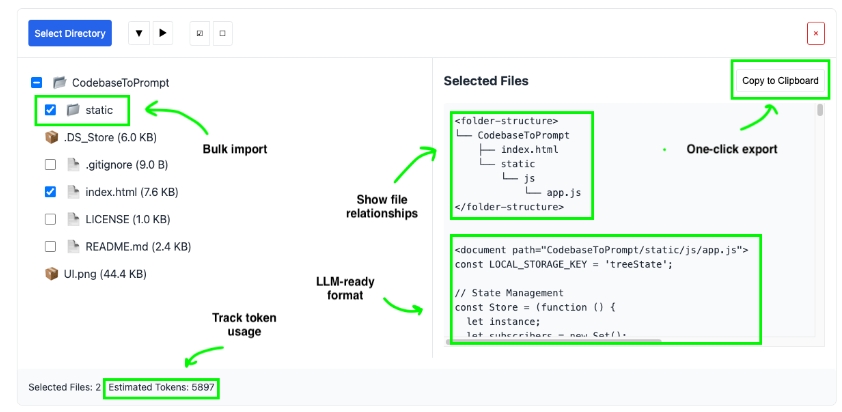 Select Directory
CodebaseToPrompt
static
.DS_Store (6.0 KB)
.gitignore (9.0 B)
index.html (7.6 KB)
LICENSE (1.0 KB)
README.md (2.4 KB)
UI.png (44.4 KB)
Bulk import
Show file
relationships
LLM-ready
format
Track token
usage
Selected Files: 2
Estimated Tokens: 5897
Selected Files
Copy to Clipboard
One-click export
<folder-structure>
└── CodebaseToPrompt
├── index.html
└── static
└── js
└── app.js
</folder-structure>
<document path="CodebaseToPrompt/static/js/app.js">
const LOCAL_STORAGE_KEY = 'treeState';
// State Management
const Store = (function () {
let instance;
let subscribers = new Set();